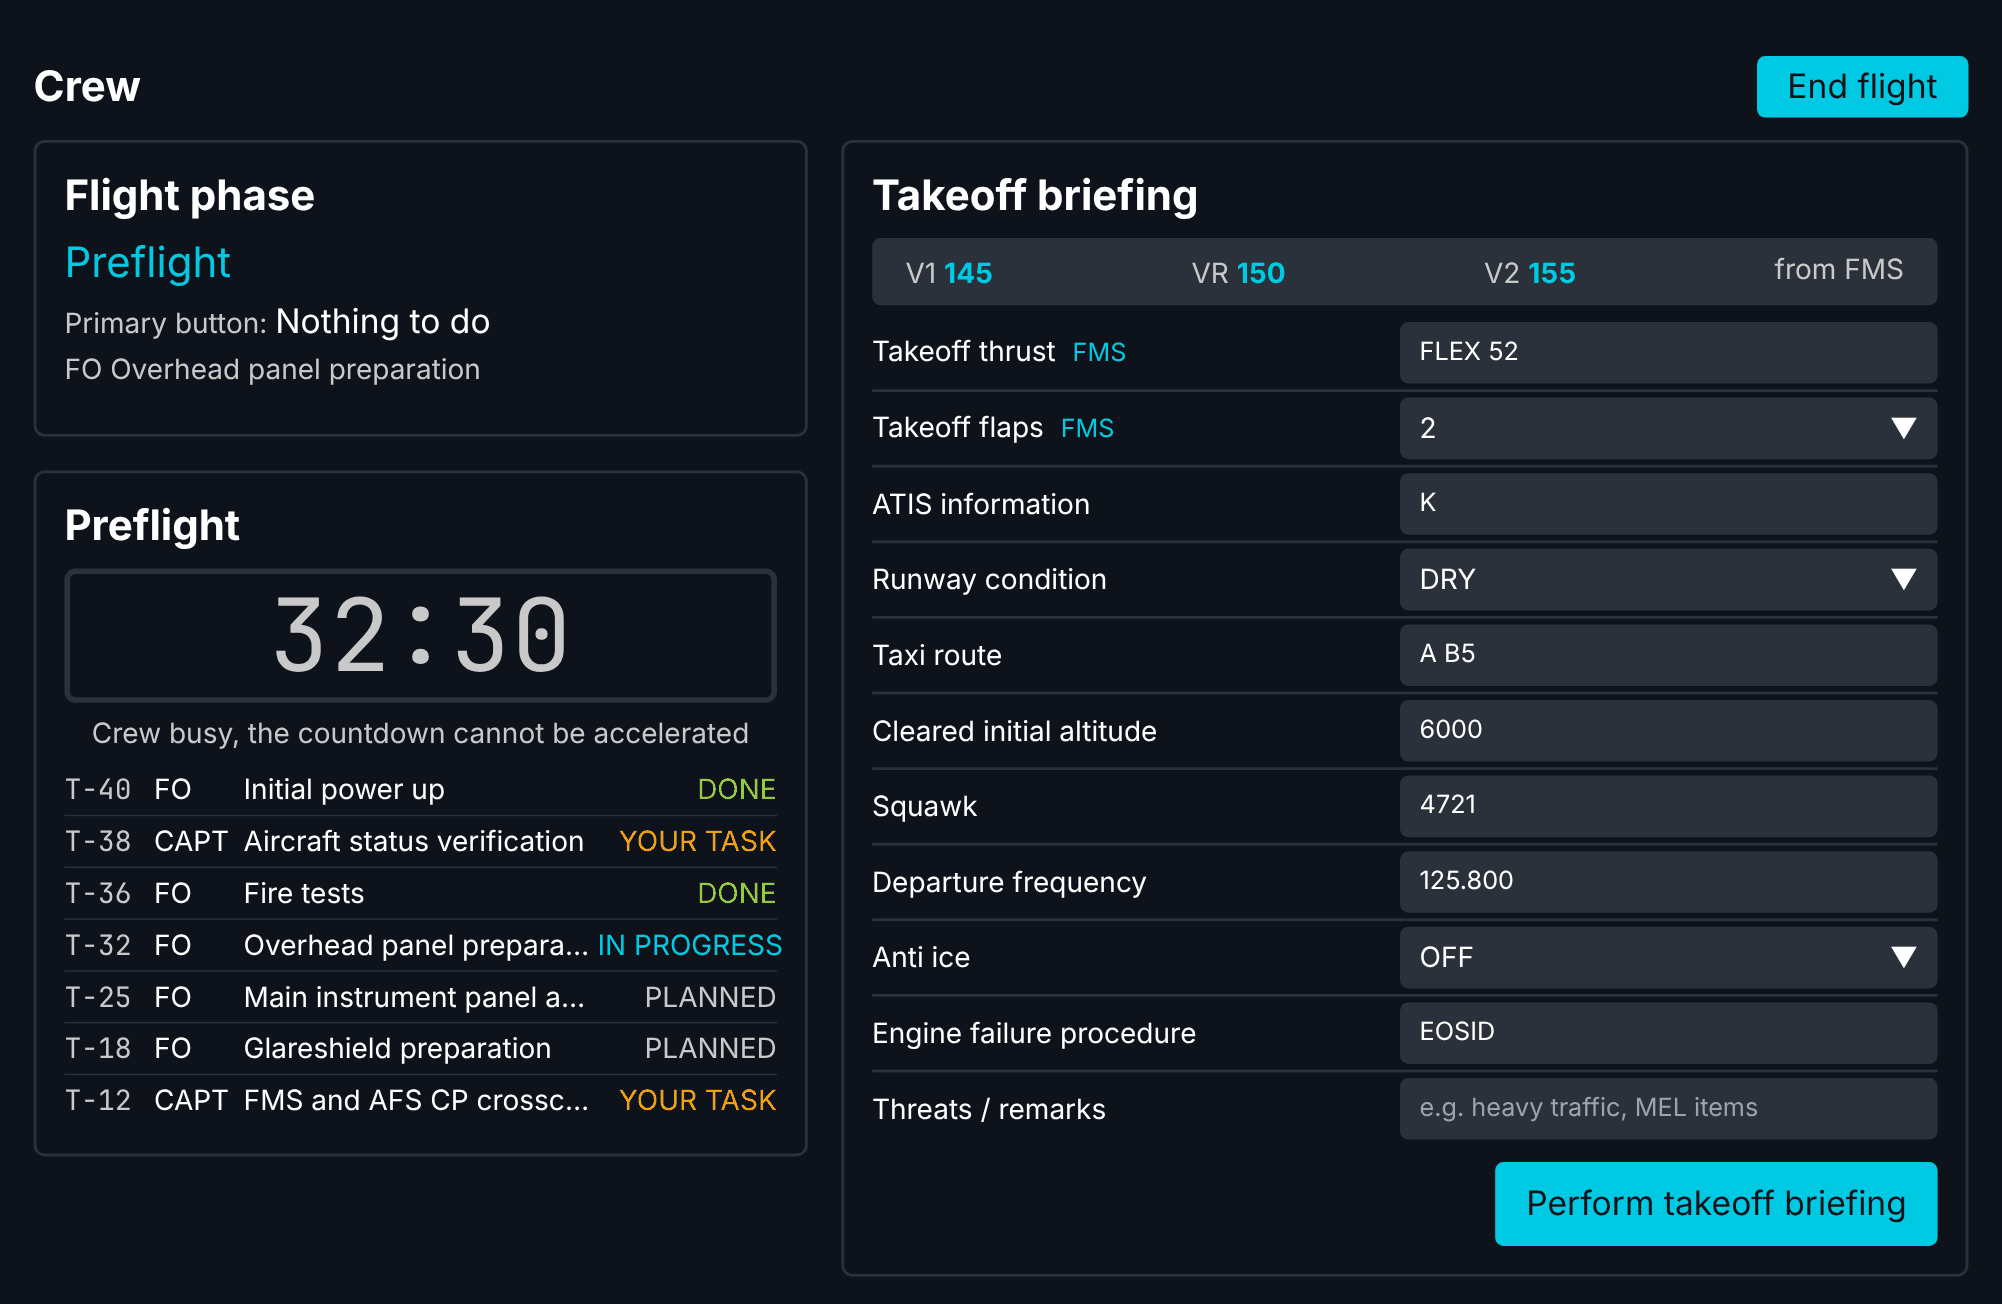 Crew
End flight
Flight phase
Preflight
Primary button: Nothing to do
FO Overhead panel preparation
Preflight
32:30
Crew busy, the countdown cannot be accelerated
T-40 FO Initial power up DONE
T-38 CAPT Aircraft status verification YOUR TASK
T-36 FO Fire tests DONE
T-32 FO Overhead panel prepara... IN PROGRESS
T-25 FO Main instrument panel a... PLANNED
T-18 FO Glareshield preparation PLANNED
T-12 CAPT FMS and AFS CP crossc... YOUR TASK
Takeoff briefing
V1 145 VR 150 V2 155 from FMS
Takeoff thrust FMS FLEX 52
Takeoff flaps FMS 2
ATIS information K
Runway condition DRY
Taxi route A B5
Cleared initial altitude 6000
Squawk 4721
Departure frequency 125.800
Anti ice OFF
Engine failure procedure EOSID
Threats / remarks e.g. heavy traffic, MEL items
Perform takeoff briefing